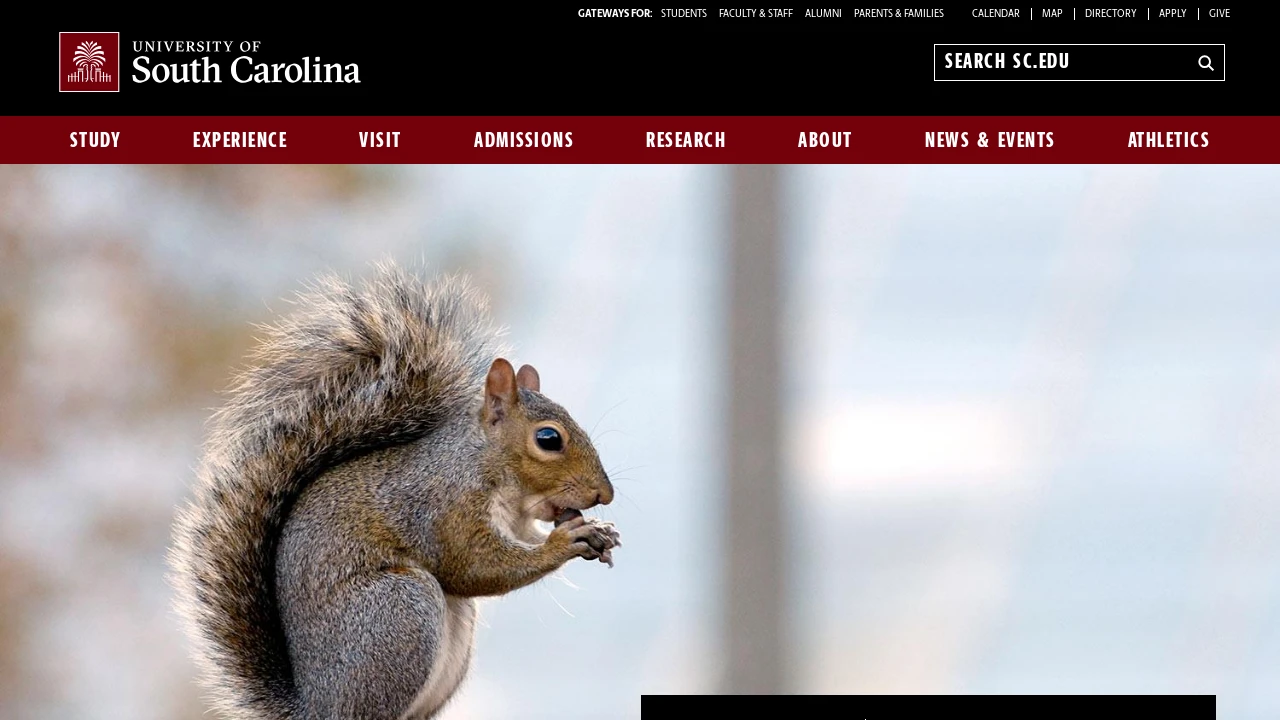 GATEWAYS FOR: STUDENTS FACULTY & STAFF ALUMNI PARENTS & FAMILIES CALENDAR MAP DIRECTORY APPLY GIVE
UNIVERSITY OF
South Carolina
SEARCH SC.EDU
STUDY EXPERIENCE VISIT ADMISSIONS RESEARCH ABOUT NEWS & EVENTS ATHLETICS